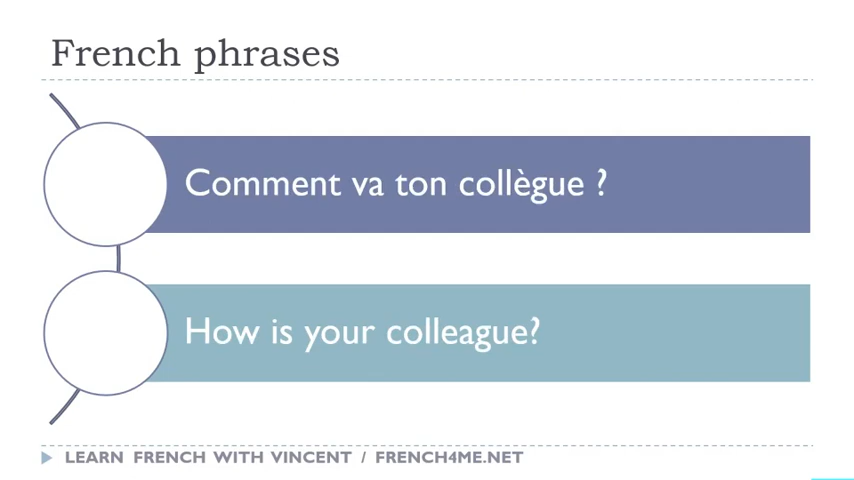 French phrases
Comment va ton collègue ?
How is your colleague?
LEARN FRENCH WITH VINCENT / FRENCH4ME.NET